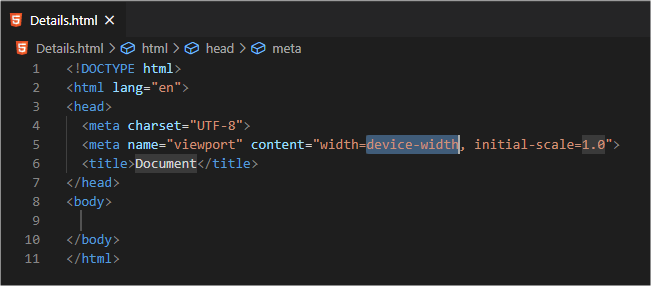 Details.html
Details.html > html > head > meta
1 <!DOCTYPE html>
2 <html lang="en">
3 <head>
4 <meta charset="UTF-8">
5 <meta name="viewport" content="width=device-width, initial-scale=1.0">
6 <title>Document</title>
7 </head>
8 <body>
9
10 </body>
11 </html>